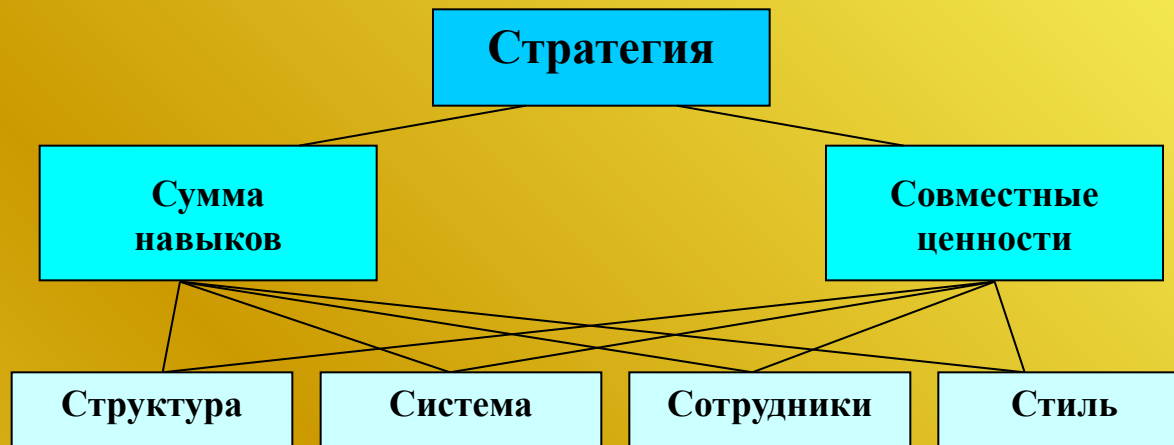 Стратегия
Сумма
навыков
Совместные
ценности
Структура
Система
Сотрудники
Стиль